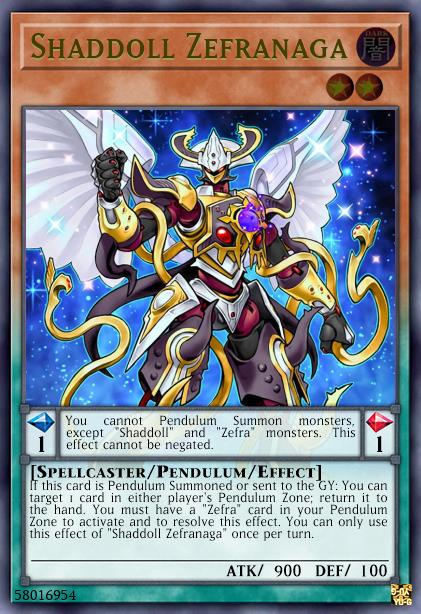 Shaddoll Zefranaga
DARK
闇
You cannot Pendulum Summon monsters,
except "Shaddoll" and "Zefra" monsters. This
effect cannot be negated.
1
1
[Spellcaster/Pendulum/Effect]
If this card is Pendulum Summoned or sent to the GY: You can
target 1 card in either player's Pendulum Zone; return it to
the hand. You must have a "Zefra" card in your Pendulum
Zone to activate and to resolve this effect. You can only use
this effect of "Shaddoll Zefranaga" once per turn.
ATK/ 900 DEF/ 100
58016954